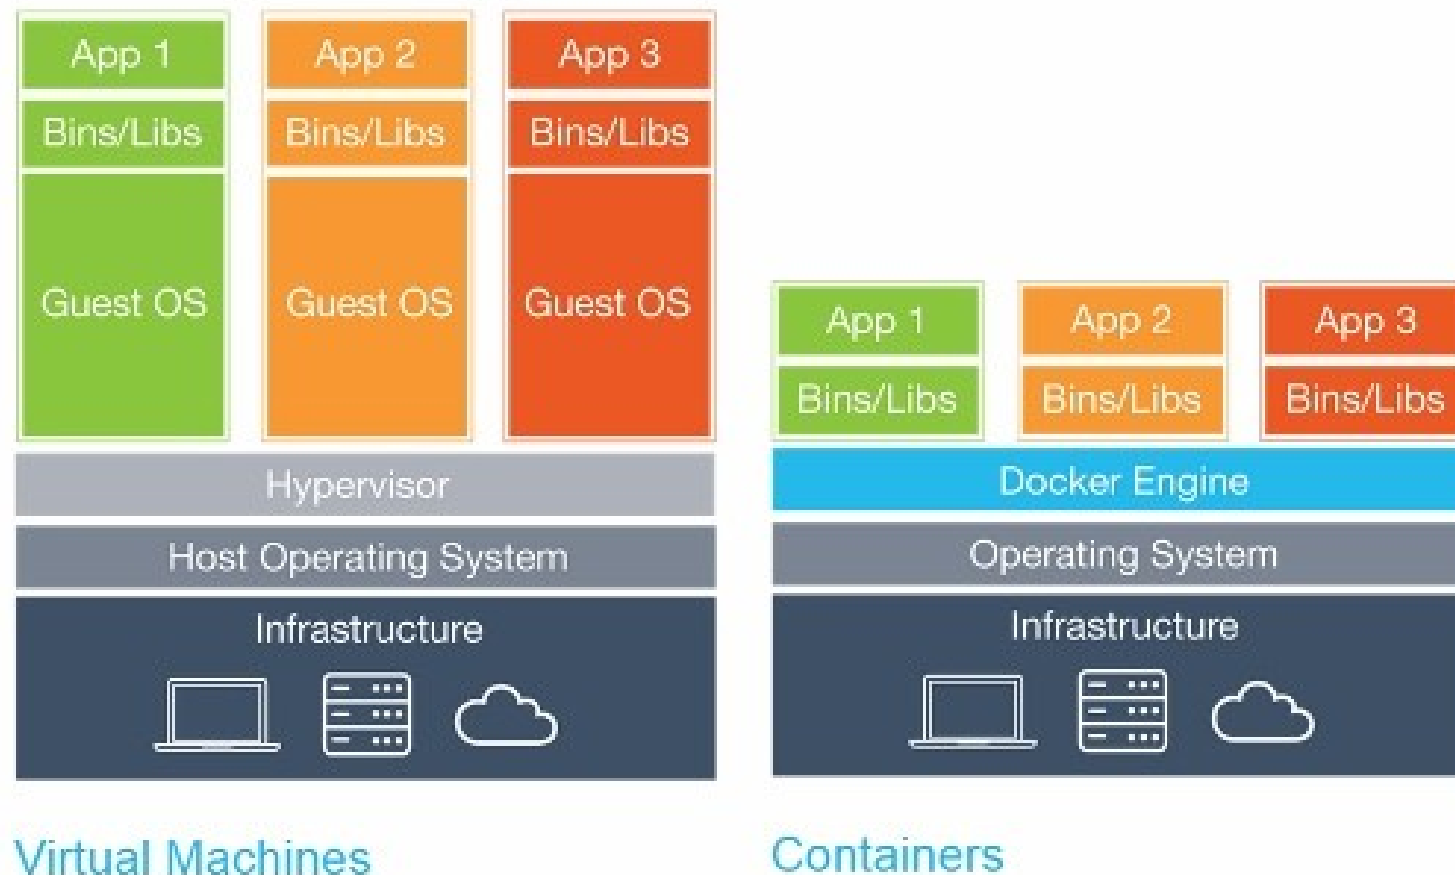 App 1
App 2
App 3
Bins/Libs
Bins/Libs
Bins/Libs
Guest OS
Guest OS
Guest OS
Hypervisor
Host Operating System
Infrastructure
Virtual Machines
App 1
App 2
App 3
Bins/Libs
Bins/Libs
Bins/Libs
Docker Engine
Operating System
Infrastructure
Containers